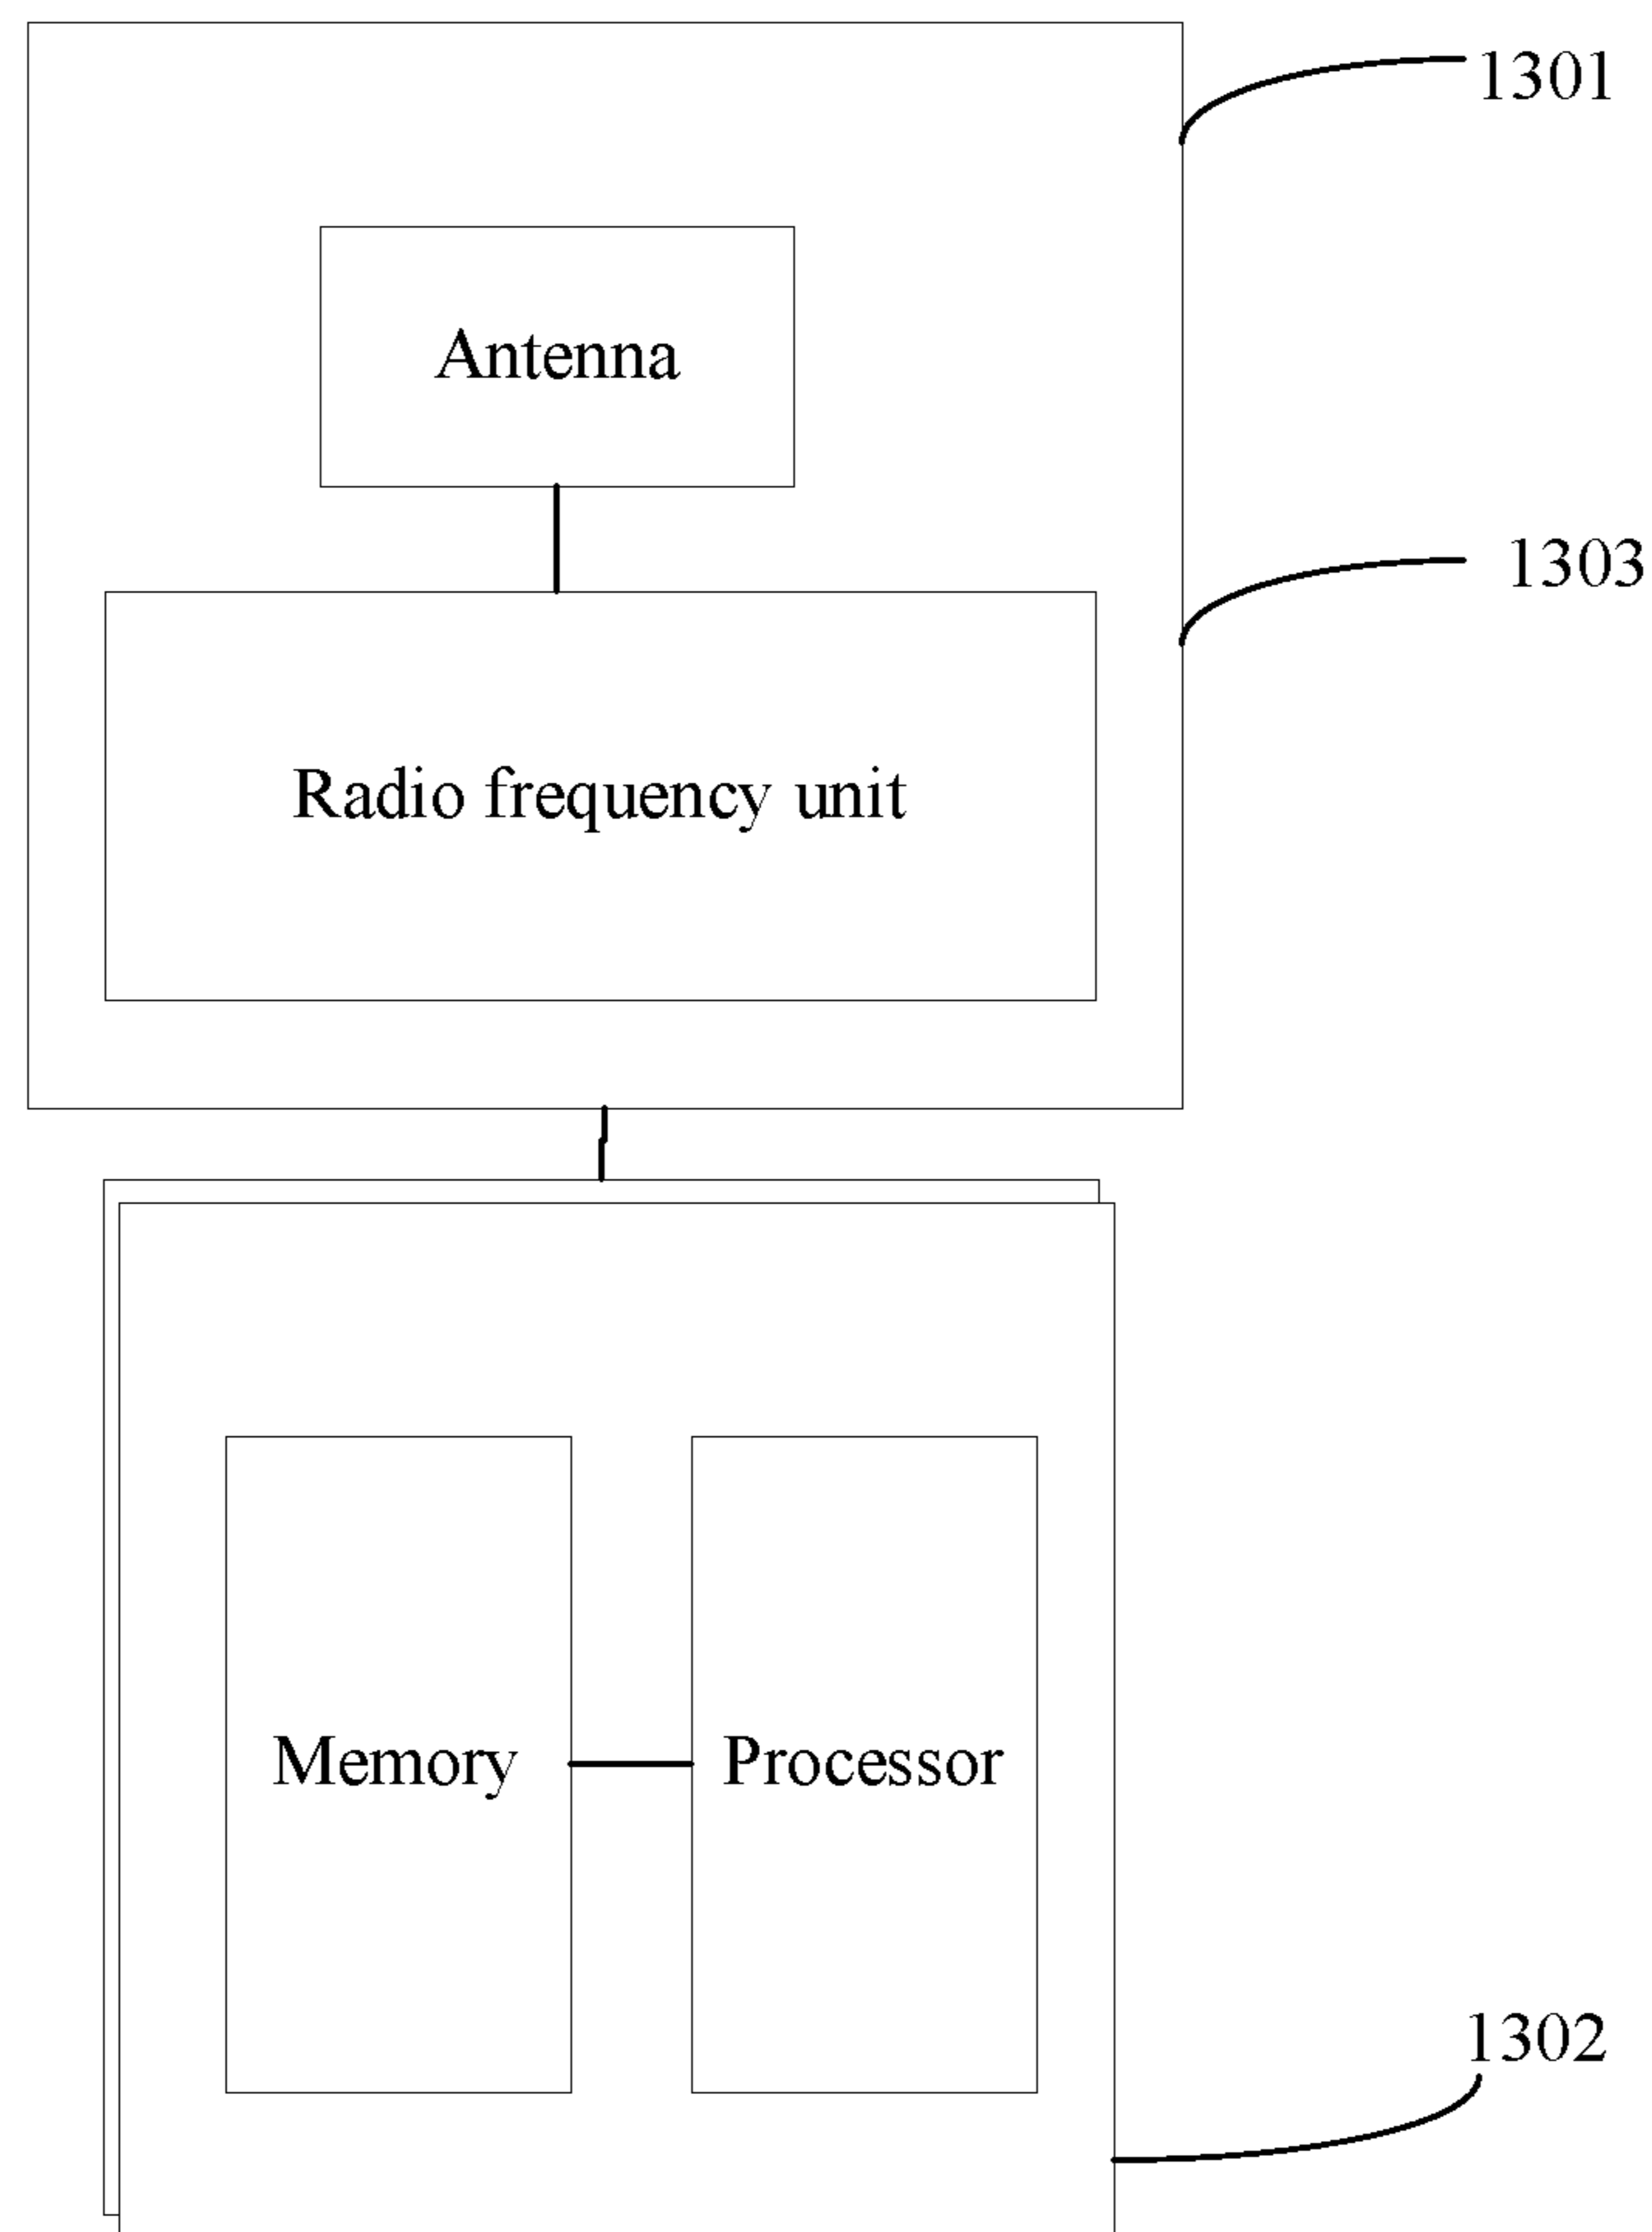 1301
Antenna
1303
Radio frequency unit
Memory
Processor
1302